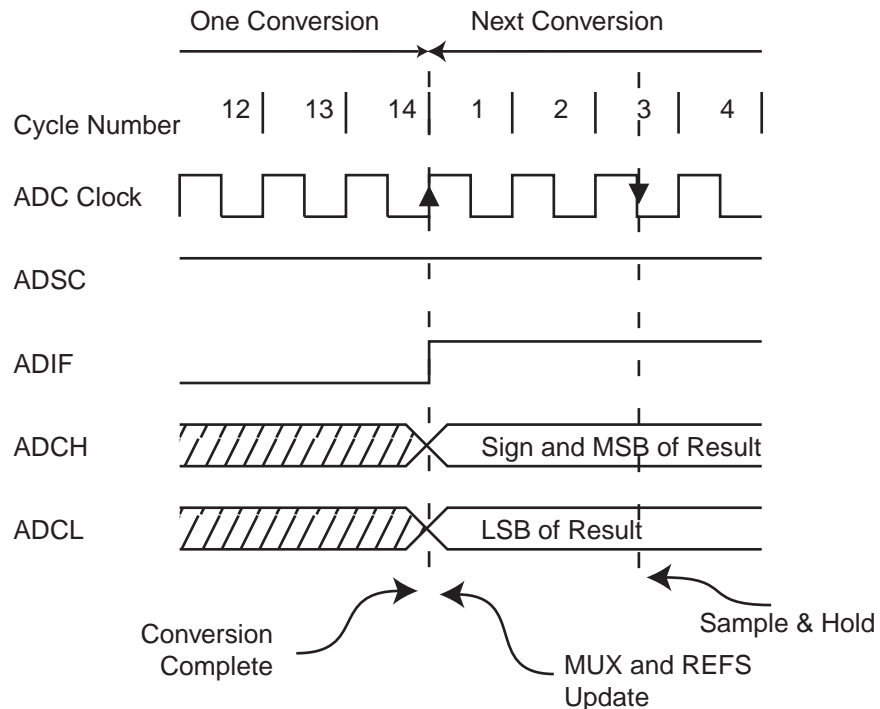 One Conversion Next Conversion
Cycle Number 12 13 14 1 2 3 4
ADC Clock
ADSC
ADIF
ADCH Sign and MSB of Result
ADCL LSB of Result
Conversion
Complete
MUX and REFS
Update
Sample & Hold